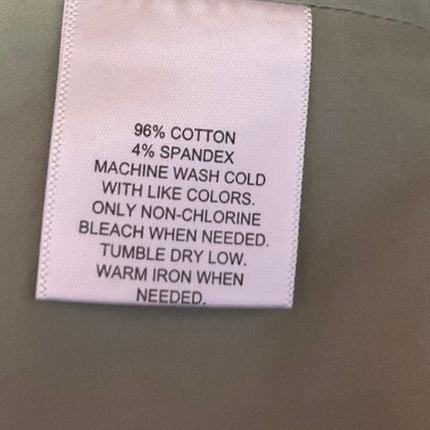 96% COTTON
4% SPANDEX
MACHINE WASH COLD
WITH LIKE COLORS.
ONLY NON-CHLORINE
BLEACH WHEN NEEDED.
TUMBLE DRY LOW.
WARM IRON WHEN
NEEDED.